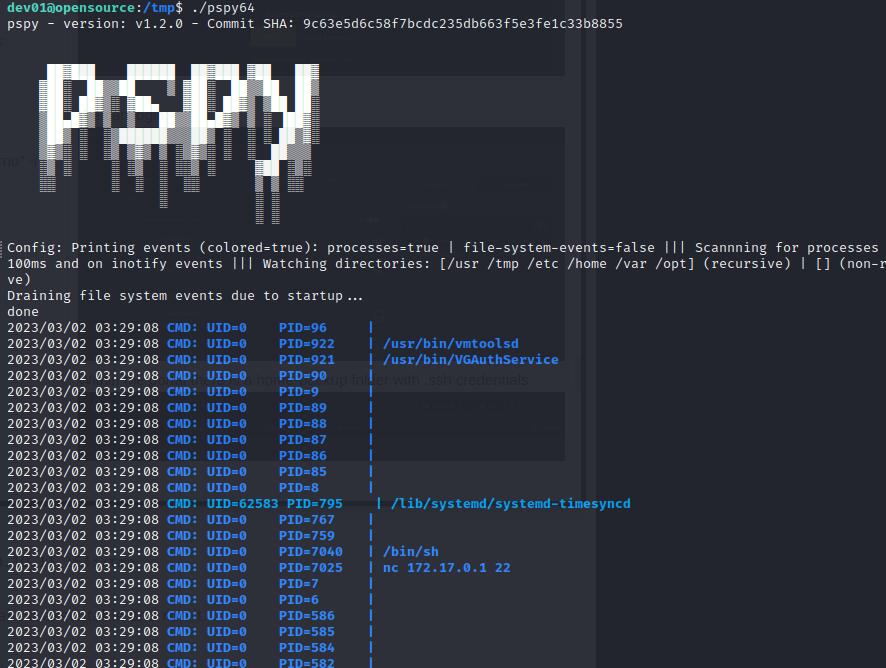 dev01@opensource:/tmp$ ./pspy64
pspy - version: v1.2.0 - Commit SHA: 9c63e5d6c58f7bcdc235db663f5e3fe1c33b8855
Config: Printing events (colored=true): processes=true | file-system-events=false ||| Scannning for processes
100ms and on inotify events ||| Watching directories: [/usr /tmp /etc /home /var /opt] (recursive) | [] (non-r
ve)
Draining file system events due to startup...
done
2023/03/02 03:29:08 CMD: UID=0    PID=96     |
2023/03/02 03:29:08 CMD: UID=0    PID=922    | /usr/bin/vmtoolsd
2023/03/02 03:29:08 CMD: UID=0    PID=921    | /usr/bin/VGAuthService
2023/03/02 03:29:08 CMD: UID=0    PID=90     |
2023/03/02 03:29:08 CMD: UID=0    PID=9      |
2023/03/02 03:29:08 CMD: UID=0    PID=89     |
2023/03/02 03:29:08 CMD: UID=0    PID=88     |
2023/03/02 03:29:08 CMD: UID=0    PID=87     |
2023/03/02 03:29:08 CMD: UID=0    PID=86     |
2023/03/02 03:29:08 CMD: UID=0    PID=85     |
2023/03/02 03:29:08 CMD: UID=0    PID=8      |
2023/03/02 03:29:08 CMD: UID=62583 PID=795    | /lib/systemd/systemd-timesyncd
2023/03/02 03:29:08 CMD: UID=0    PID=767    |
2023/03/02 03:29:08 CMD: UID=0    PID=759    |
2023/03/02 03:29:08 CMD: UID=0    PID=7040   | /bin/sh
2023/03/02 03:29:08 CMD: UID=0    PID=7025   | nc 172.17.0.1 22
2023/03/02 03:29:08 CMD: UID=0    PID=7      |
2023/03/02 03:29:08 CMD: UID=0    PID=6      |
2023/03/02 03:29:08 CMD: UID=0    PID=586    |
2023/03/02 03:29:08 CMD: UID=0    PID=585    |
2023/03/02 03:29:08 CMD: UID=0    PID=584    |
2023/03/02 03:29:08 CMD: UID=0    PID=582    |